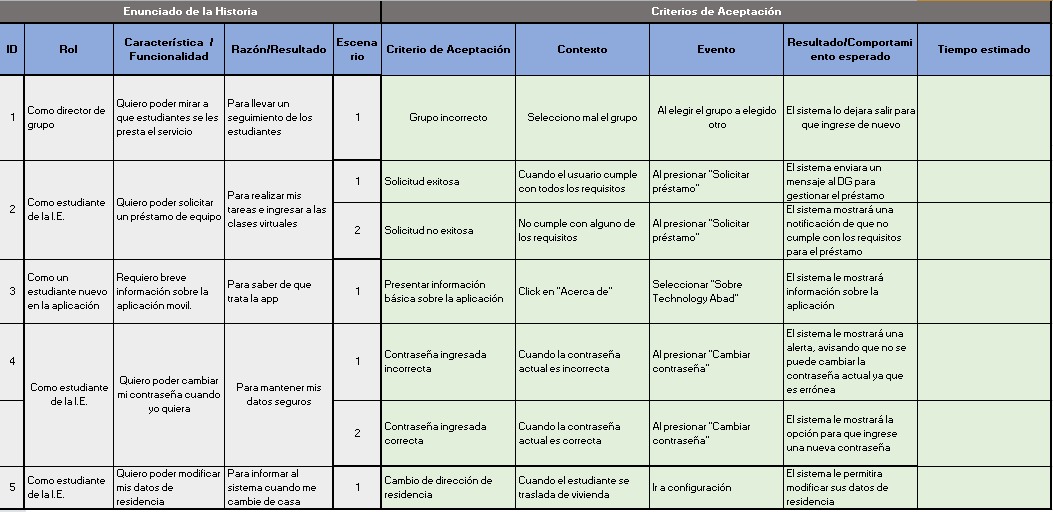 Enunciado de la Historia
Criterios de Aceptación
ID
Rol
Característica /
Funcionalidad
Razón/Resultado
Escena
rio
Criterio de Aceptación
Contexto
Evento
Resultado/Comportami
ento esperado
Tiempo estimado
1
Como director de
grupo
Quiero poder mirar a
que estudiantes se les
presta el servicio
Para llevar un
seguimiento de los
estudiantes
1
Grupo incorrecto
Selecciono mal el grupo
Al elegir el grupo a elegido
otro
El sistema lo dejara salir para
que ingrese de nuevo
2
Como estudiante
de la I.E.
Quiero poder solicitar
un préstamo de equipo
Para realizar mis
tareas e ingresar a las
clases virtuales
1
Solicitud exitosa
Cuando el usuario cumple
con todos los requisitos
Al presionar "Solicitar
préstamo"
El sistema enviara un
mensaje al DG para
gestionar el préstamo
2
Solicitud no exitosa
No cumple con alguno de
los requisitos
Al presionar "Solicitar
préstamo"
El sistema mostrará una
notificación de que no
cumple con los requisitos
para el préstamo
3
Como un
estudiante nuevo
en la aplicación
Requiero breve
información sobre la
aplicación movil.
Para saber de que
trata la app
1
Presentar información
básica sobre la aplicación
Click en "Acerca de"
Seleccionar "Sobre
Technology Abad"
El sistema le mostrará
información sobre la
aplicación
4
Como estudiante
de la I.E.
Quiero poder cambiar
mi contraseña cuando
yo quiera
Para mantener mis
datos seguros
1
Contraseña ingresada
incorrecta
Cuando la contraseña
actual es incorrecta
Al presionar "Cambiar
contraseña"
El sistema le mostrará una
alerta, avisando que no se
puede cambiar la
contraseña actual ya que
es errónea
2
Contraseña ingresada
correcta
Cuando la contraseña
actual es correcta
Al presionar "Cambiar
contraseña"
El sistema le mostrará la
opción para que ingrese
una nueva contraseña
5
Como estudiante
de la I.E.
Quiero poder modificar
mis datos de
residencia
Para informar al
sistema cuando me
cambie de casa
1
Cambio de dirección de
residencia
Cuando el estudiante se
traslada de vivienda
Ir a configuración
El sistema le permitira
modificar sus datos de
residencia